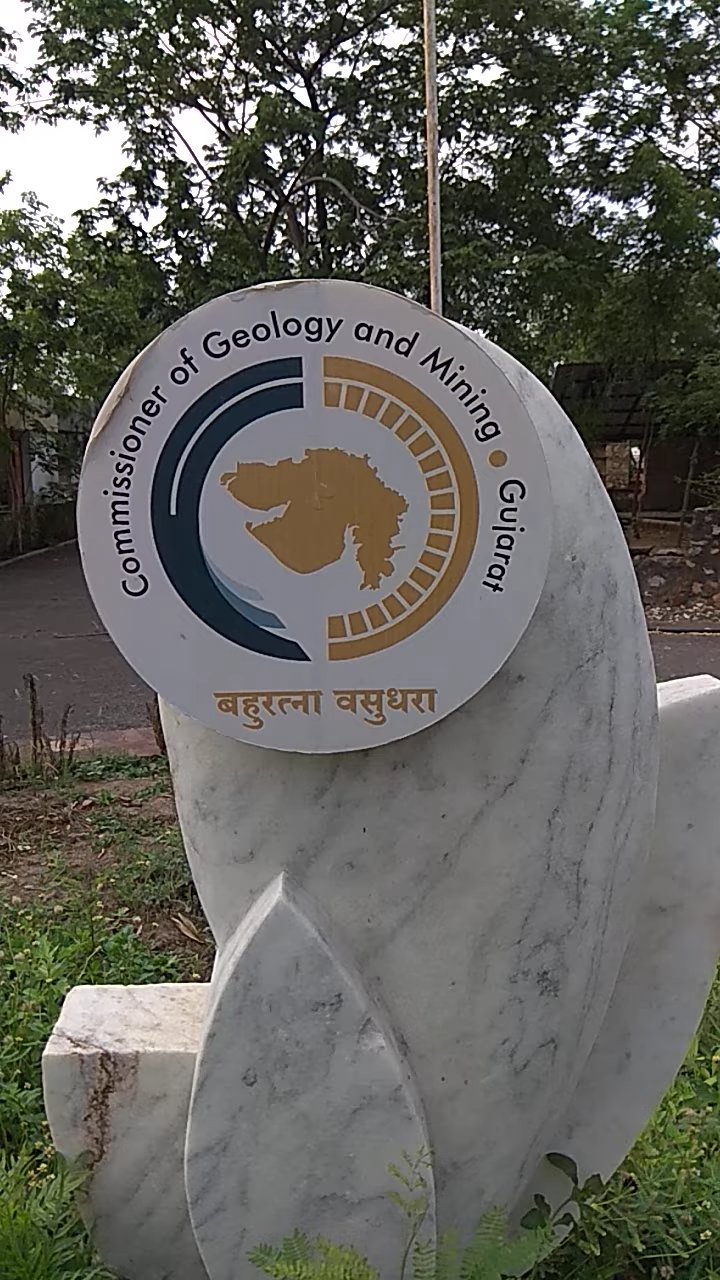 Commissioner of Geology and Mining • Gujarat
बहुरत्ना वसुधरा